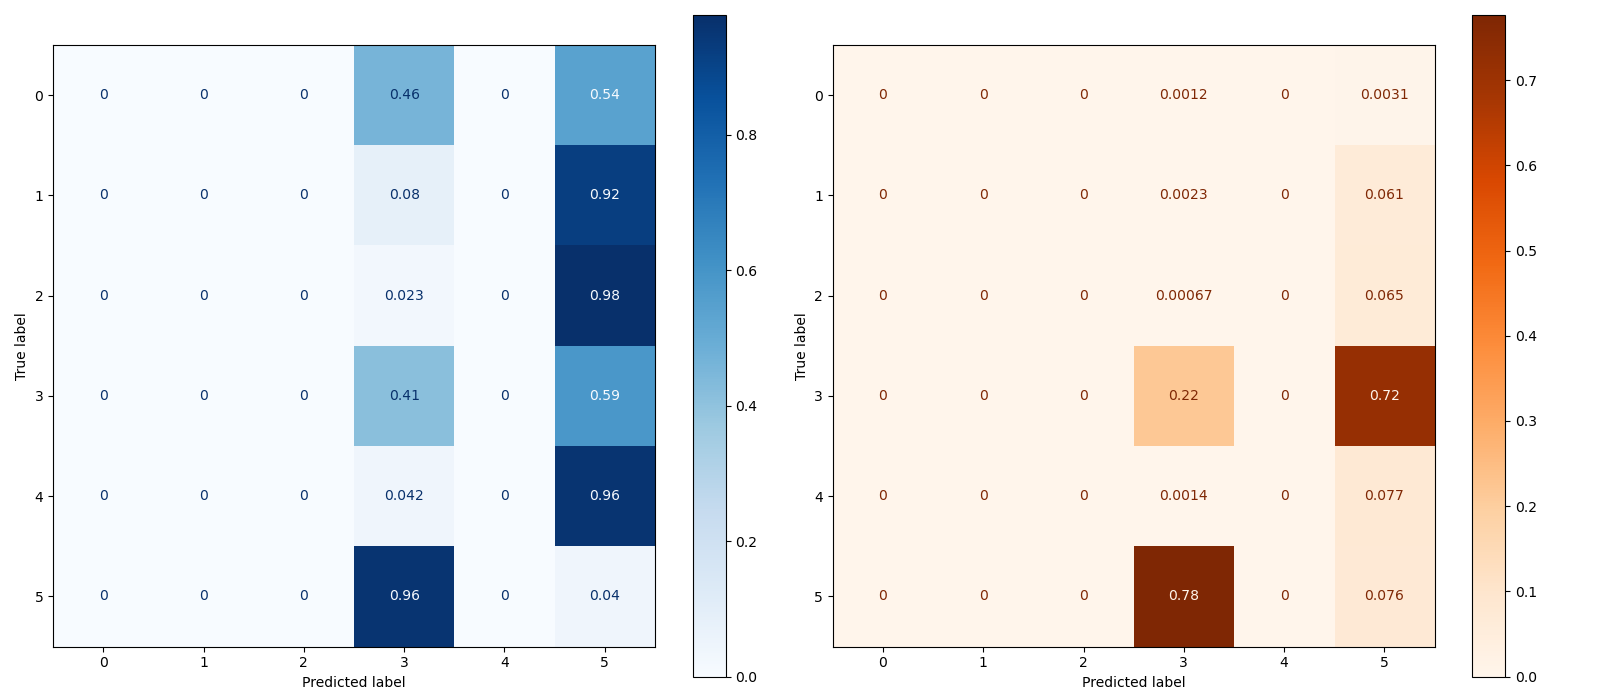 0 0 0 0 0.46 0 0.54
1 0 0 0 0.08 0 0.92
2 0 0 0 0.023 0 0.98
3 0 0 0 0.41 0 0.59
4 0 0 0 0.042 0 0.96
5 0 0 0 0.96 0 0.04
0 1 2 3 4 5
True label
Predicted label
0.8
0.6
0.4
0.2
0.0
0 0 0 0 0.0012 0 0.0031
1 0 0 0 0.0023 0 0.061
2 0 0 0 0.00067 0 0.065
3 0 0 0 0.22 0 0.72
4 0 0 0 0.0014 0 0.077
5 0 0 0 0.78 0 0.076
0 1 2 3 4 5
True label
Predicted label
0.7
0.6
0.5
0.4
0.3
0.2
0.1
0.0